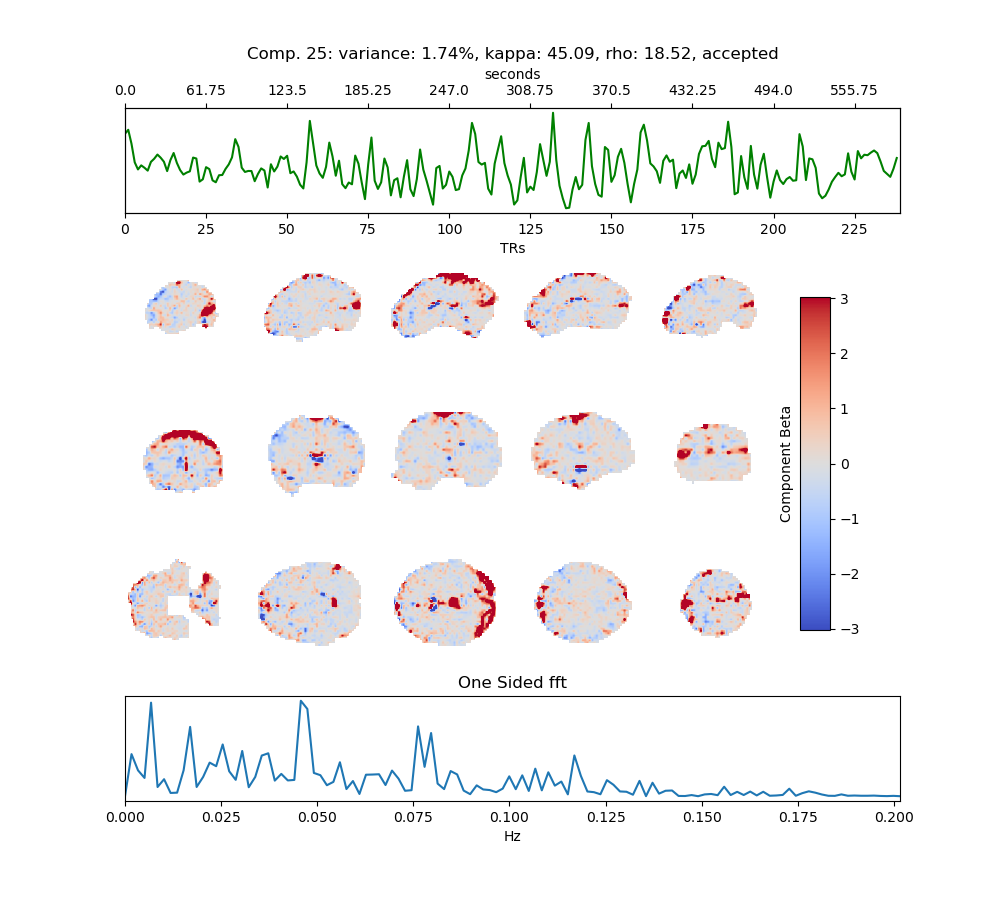 Comp. 25: variance: 1.74%, kappa: 45.09, rho: 18.52, accepted
seconds
0.0 61.75 123.5 185.25 247.0 308.75 370.5 432.25 494.0 555.75
0 25 50 75 100 125 150 175 200 225
TRs
3
2
1
0
−1
−2
−3
Component Beta
One Sided fft
0.000 0.025 0.050 0.075 0.100 0.125 0.150 0.175 0.200
Hz